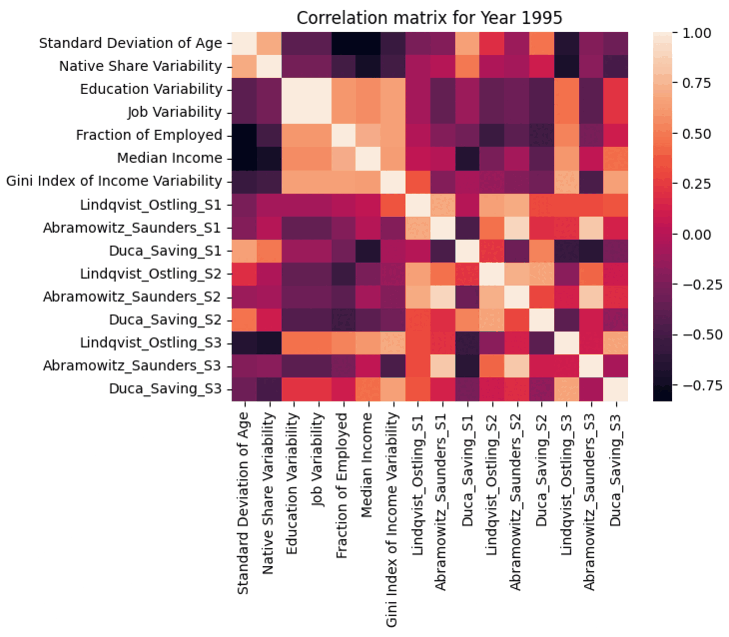 Correlation matrix for Year 1995
Standard Deviation of Age
Native Share Variability
Education Variability
Job Variability
Fraction of Employed
Median Income
Gini Index of Income Variability
Lindqvist_Ostling_S1
Abramowitz_Saunders_S1
Duca_Saving_S1
Lindqvist_Ostling_S2
Abramowitz_Saunders_S2
Duca_Saving_S2
Lindqvist_Ostling_S3
Abramowitz_Saunders_S3
Duca_Saving_S3
Standard Deviation of Age
Native Share Variability
Education Variability
Job Variability
Fraction of Employed
Median Income
Gini Index of Income Variability
Lindqvist_Ostling_S1
Abramowitz_Saunders_S1
Duca_Saving_S1
Lindqvist_Ostling_S2
Abramowitz_Saunders_S2
Duca_Saving_S2
Lindqvist_Ostling_S3
Abramowitz_Saunders_S3
Duca_Saving_S3
1.00
0.75
0.50
0.25
0.00
−0.25
−0.50
−0.75